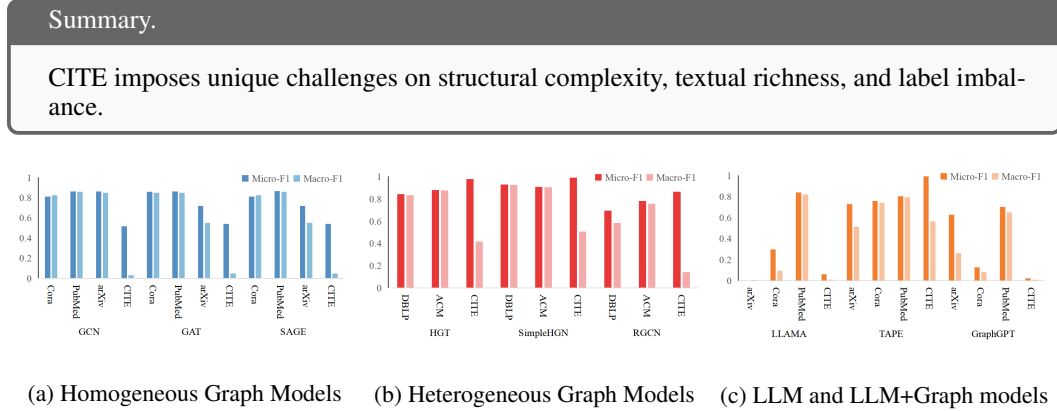 Summary.
CITE imposes unique challenges on structural complexity, textual richness, and label imbal-
ance.
Micro-F1 Macro-F1
1
0.8
0.6
0.4
0.2
0
Cora PubMed arXiv CITE Cora PubMed arXiv CITE Cora PubMed arXiv CITE
GCN GAT SAGE
(a) Homogeneous Graph Models
Micro-F1 Macro-F1
1
0.8
0.6
0.4
0.2
0
DBLP ACM CITE DBLP ACM CITE DBLP ACM CITE
HGT SimpleHGN RGCN
(b) Heterogeneous Graph Models
Micro-F1 Macro-F1
1
0.8
0.6
0.4
0.2
0
arXiv Cora PubMed CITE arXiv Cora PubMed CITE arXiv Cora PubMed CITE
LLAMA TAPE GraphGPT
(c) LLM and LLM+Graph models